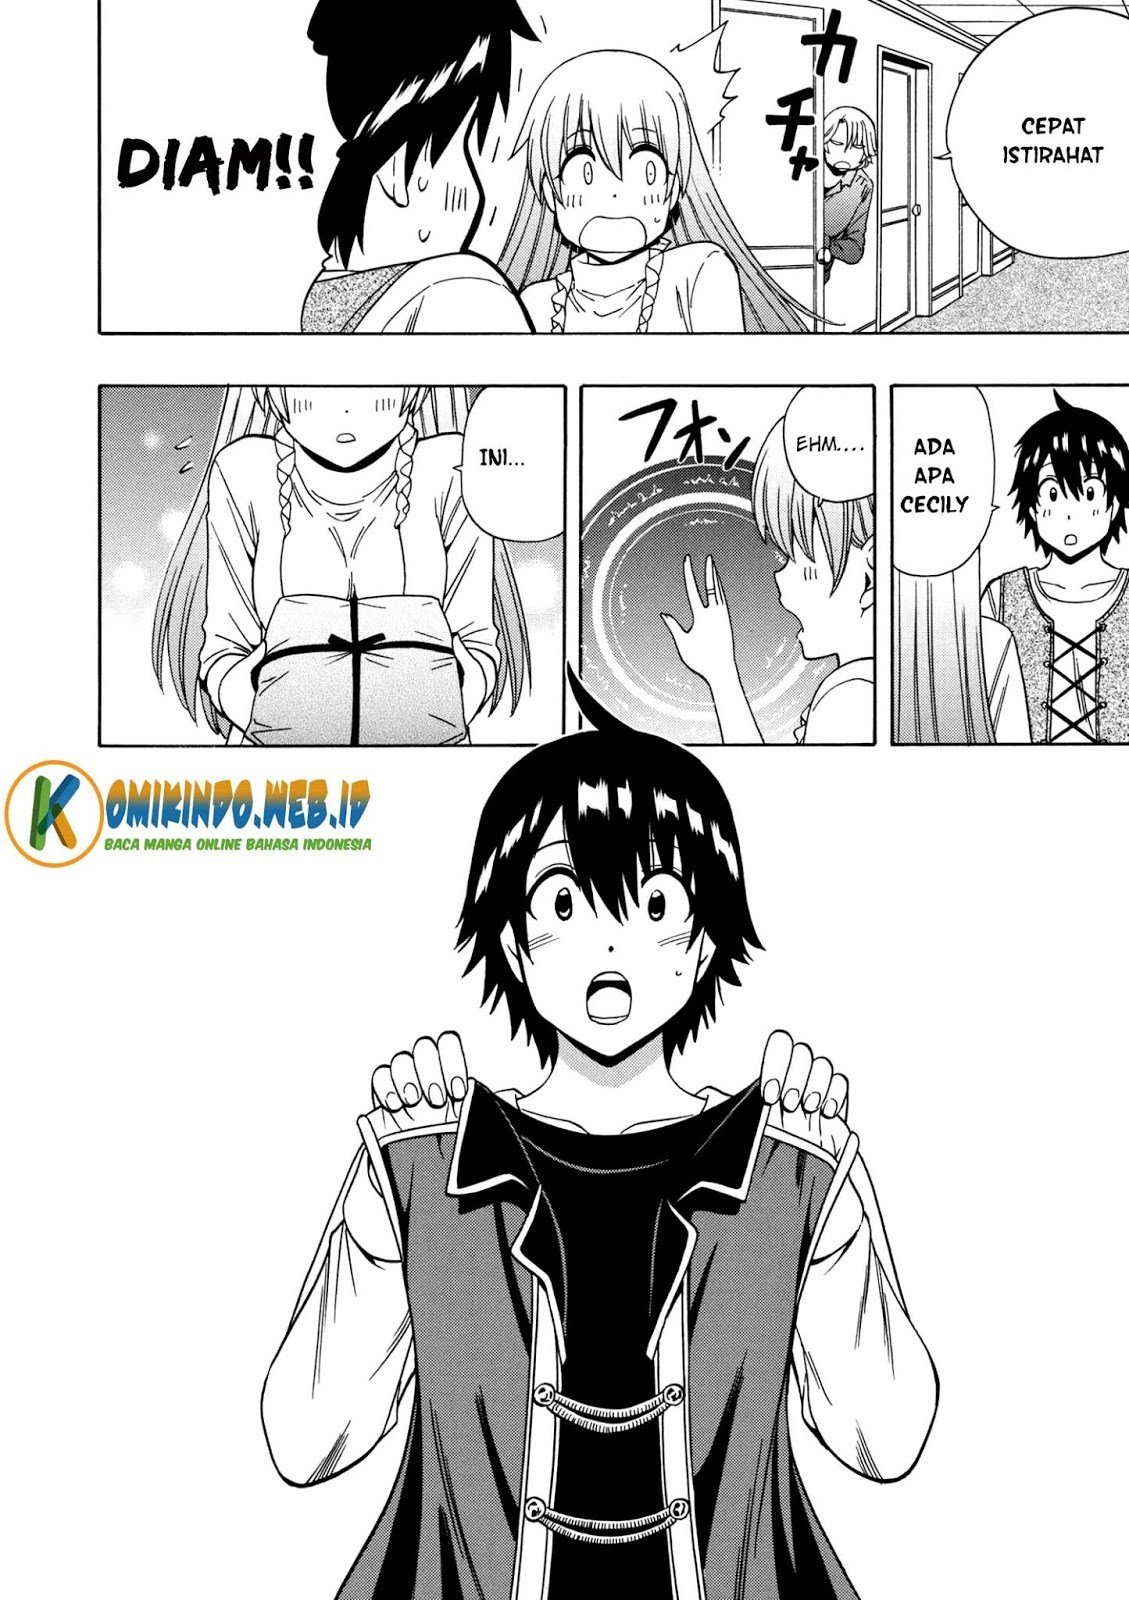 CEPAT
ISTIRAHAT
カ
チャ
DIAM!!
ADA
APA
CECILY
EHM....
フォン
INI...
KOMIKINDO.WEB.ID
BACA MANGA ONLINE BAHASA INDONESIA